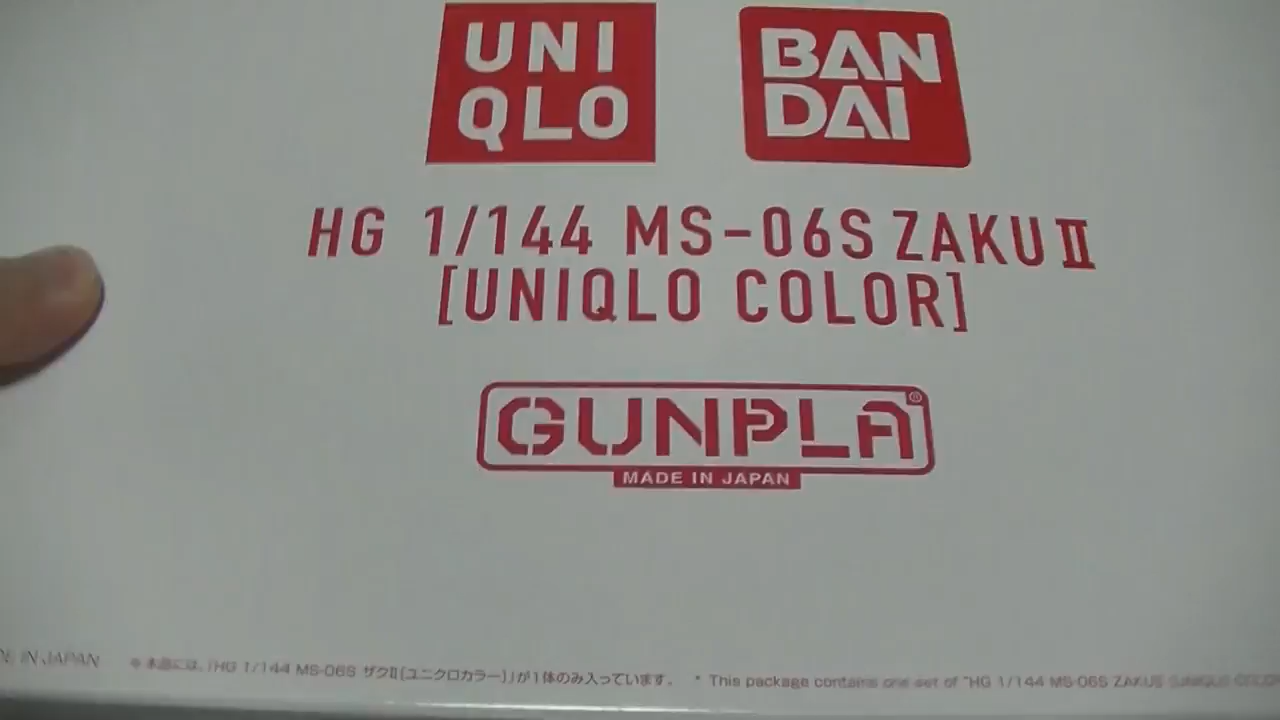 UNI
QLO
BAN
DAI
HG 1/144 MS-06S ZAKU Ⅱ
[UNIQLO COLOR]
GUNPLA®
MADE IN JAPAN
IN JAPAN
※本品には、「HG 1/144 MS-06S ザクⅡ[ユニクロカラー]」が1体のみ入っています。 * This package contains one set of "HG 1/144 MS-06S ZAKUⅡ [UNIQLO COLOR